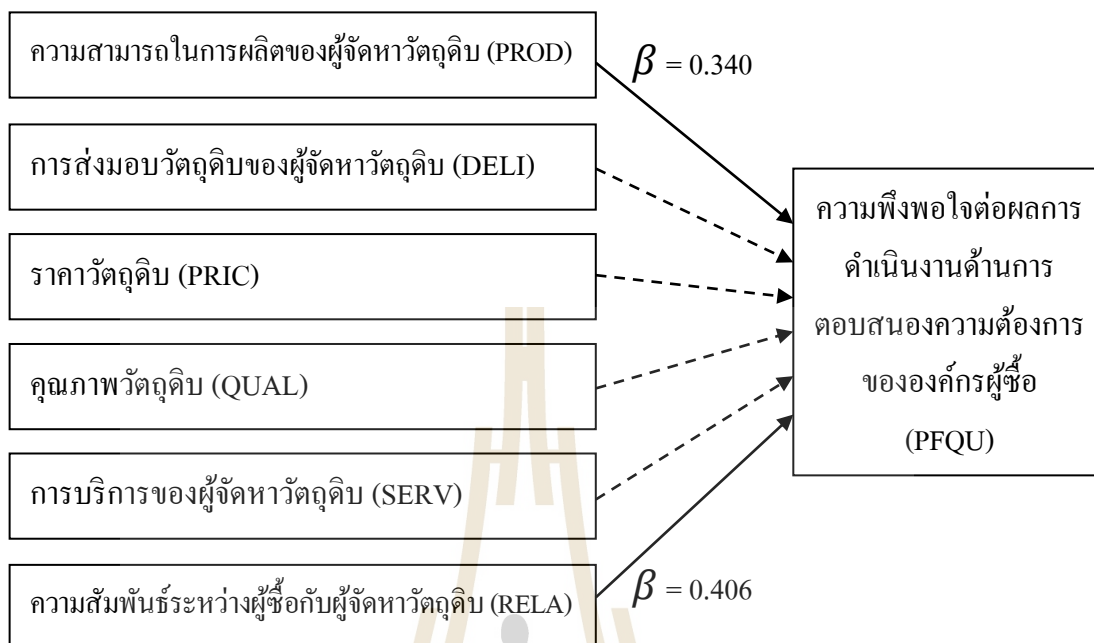 ความสามารถในการผลิตของผู้จัดหาวัตถุดิบ (PROD)
β = 0.340
การส่งมอบวัตถุดิบของผู้จัดหาวัตถุดิบ (DELI)
ราคาวัตถุดิบ (PRIC)
คุณภาพวัตถุดิบ (QUAL)
การบริการของผู้จัดหาวัตถุดิบ (SERV)
ความสัมพันธ์ระหว่างผู้ซื้อกับผู้จัดหาวัตถุดิบ (RELA)
β = 0.406
ความพึงพอใจต่อผลการ
ดำเนินงานด้านการ
ตอบสนองความต้องการ
ขององค์กรผู้ซื้อ
(PFQU)